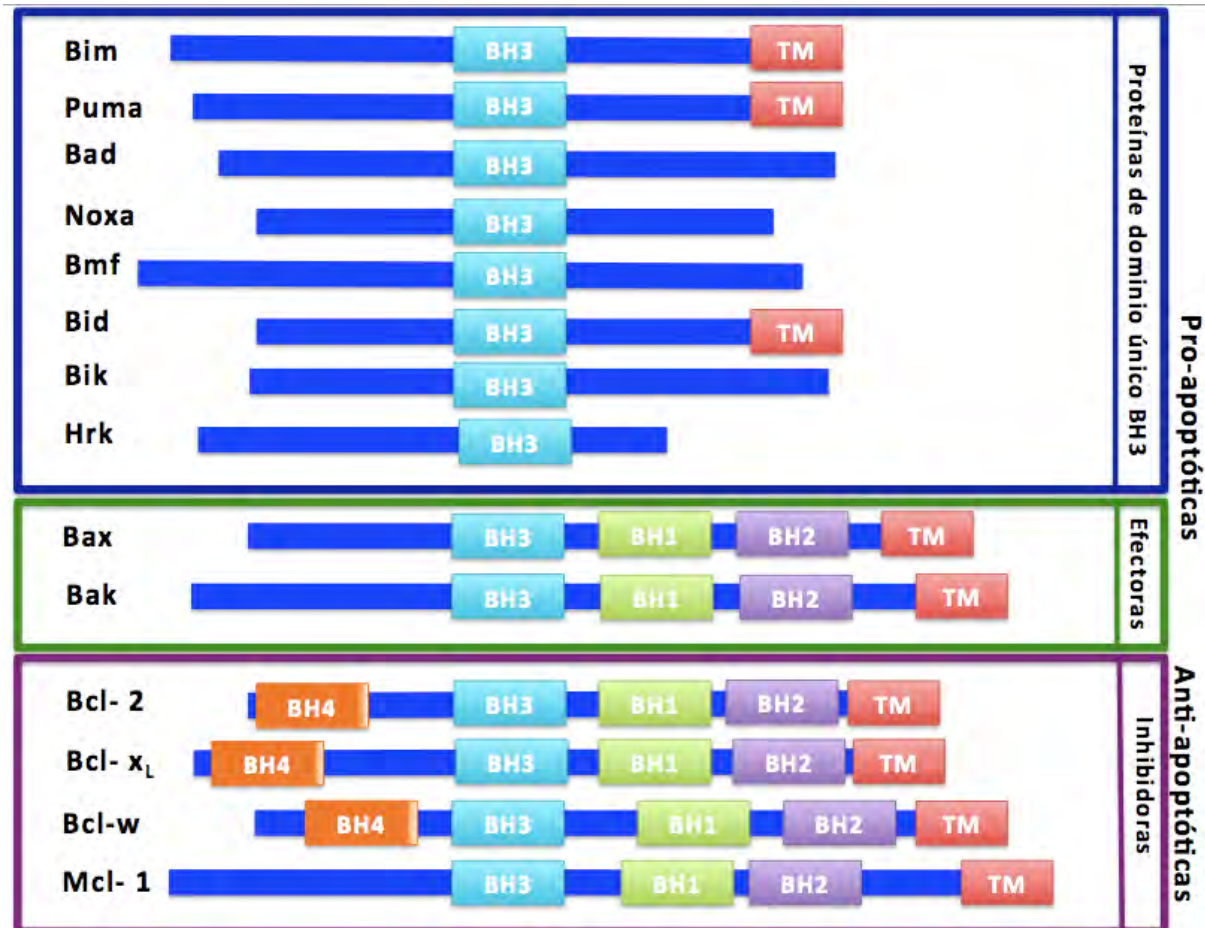 Bim BH3 TM
Puma BH3 TM
Bad BH3
Noxa BH3
Bmf BH3
Bid BH3 TM
Bik BH3
Hrk BH3
Proteínas de dominio único BH3
Bax BH3 BH1 BH2 TM
Bak BH3 BH1 BH2 TM
Efectoras
Pro-apoptóticas
Bcl- 2 BH4 BH3 BH1 BH2 TM
Bcl- xL BH4 BH3 BH1 BH2 TM
Bcl-w BH4 BH3 BH1 BH2 TM
Mcl- 1 BH3 BH1 BH2 TM
Inhibidoras
Anti-apoptóticas